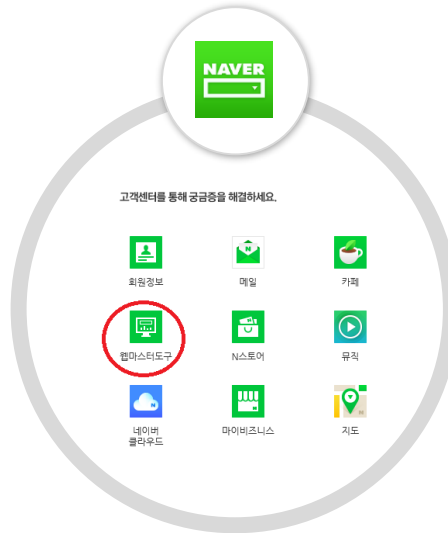 NAVER
고객센터를 통해 궁금증을 해결하세요.
회원정보
메일
카페
웹마스터도구
N스토어
뮤직
네이버
클라우드
마이비즈니스
지도